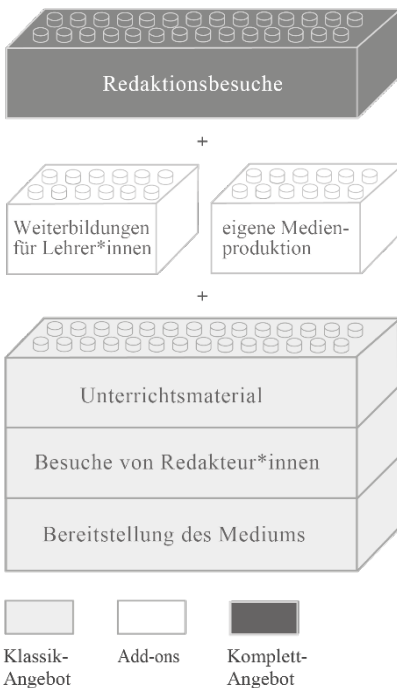 Redaktionsbesuche
+
Weiterbildungen
für Lehrer*innen
eigene Medien-
produktion
+
Unterrichtsmaterial
Besuche von Redakteur*innen
Bereitstellung des Mediums
Klassik-
Angebot
Add-ons
Komplett-
Angebot